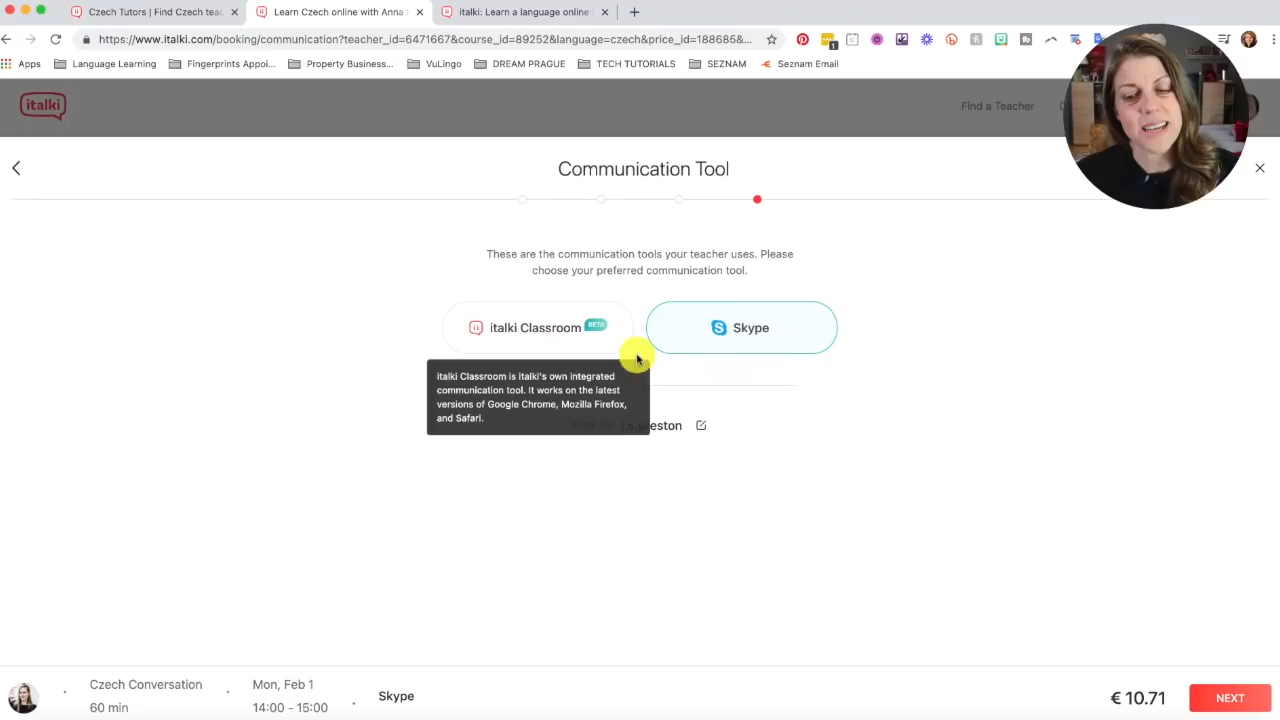 Czech Tutors | Find Czech teac
Learn Czech online with Anna
italki: Learn a language online
https://www.italki.com/booking/communication?teacher_id=6471667&course_id=89252&language=czech&price_id=188685&...
1
Apps
Language Learning
Fingerprints Appoi...
Property Business...
VuLingo
DREAM PRAGUE
TECH TUTORIALS
SEZNAM
Seznam Email
italki
Find a Teacher
Communication Tool
These are the communication tools your teacher uses. Please
choose your preferred communication tool.
italki Classroom BETA
Skype
italki Classroom is italki's own integrated
communication tool. It works on the latest
versions of Google Chrome, Mozilla Firefox,
and Safari.
Czech Conversation
60 min
Mon, Feb 1
14:00 - 15:00
Skype
€ 10.71
NEXT